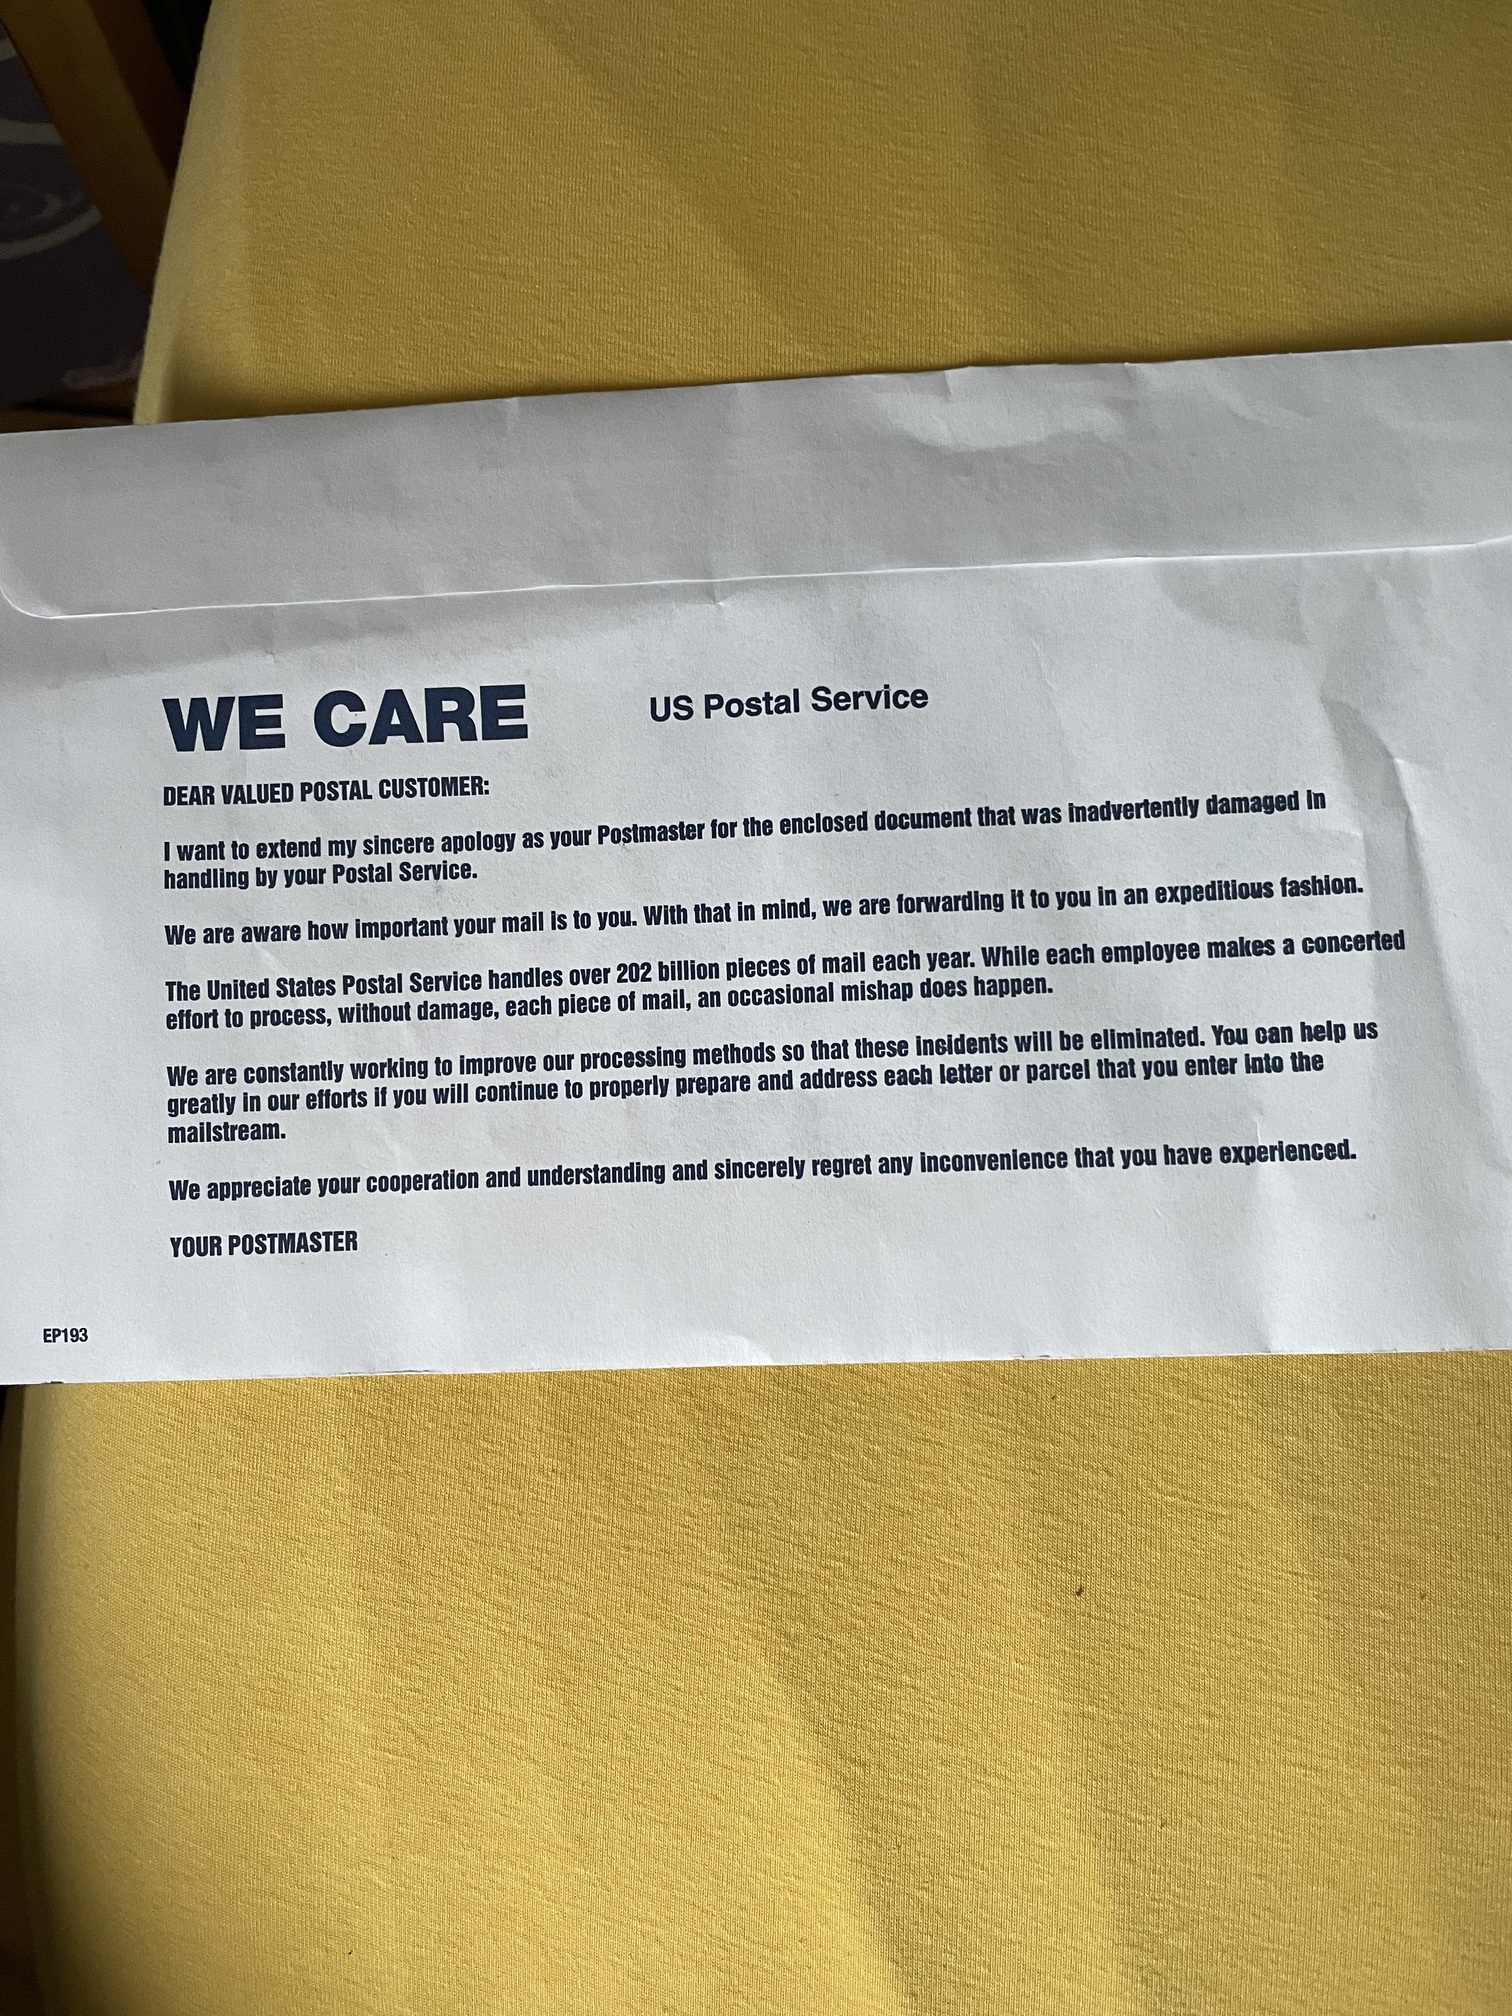 WE CARE US Postal Service
DEAR VALUED POSTAL CUSTOMER:
I want to extend my sincere apology as your Postmaster for the enclosed document that was inadvertently damaged in
handling by your Postal Service.
We are aware how important your mail is to you. With that in mind, we are forwarding it to you in an expeditious fashion.
The United States Postal Service handles over 202 billion pieces of mail each year. While each employee makes a concerted
effort to process, without damage, each piece of mail, an occasional mishap does happen.
We are constantly working to improve our processing methods so that these incidents will be eliminated. You can help us
greatly in our efforts if you will continue to properly prepare and address each letter or parcel that you enter into the
mailstream.
We appreciate your cooperation and understanding and sincerely regret any inconvenience that you have experienced.
YOUR POSTMASTER
EP193